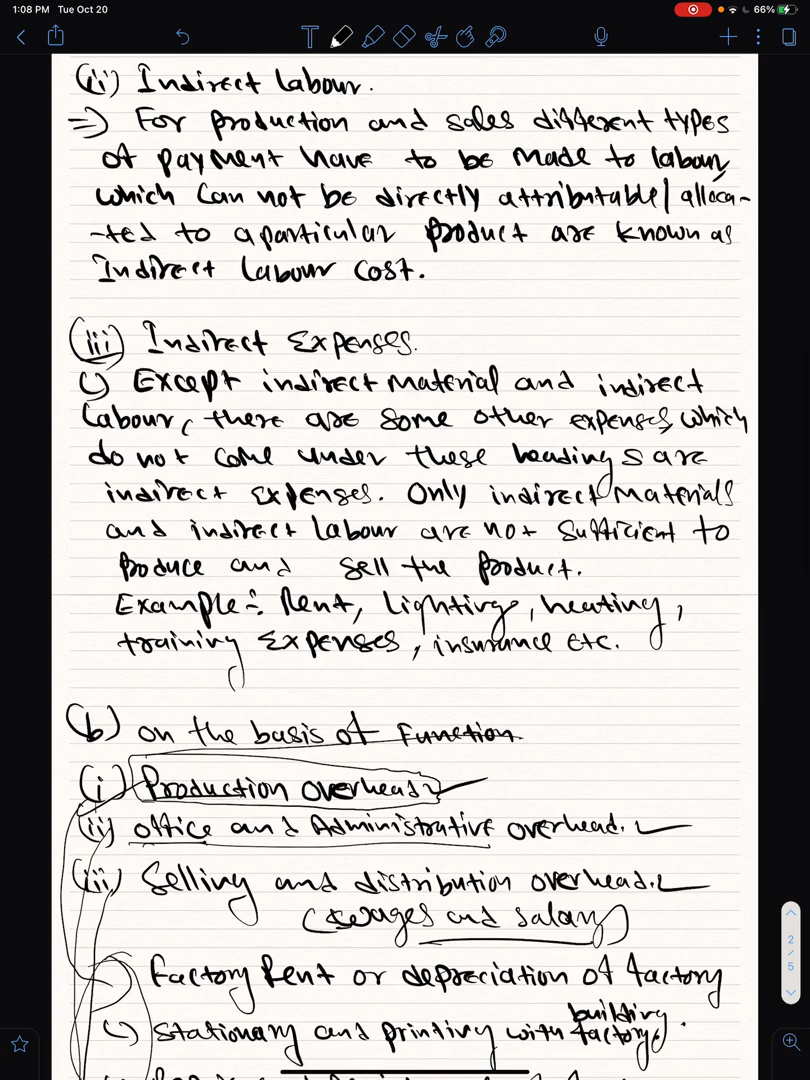 1:08 PM Tue Oct 20
66%
(ii) Indirect Labour.
=) For production and sales different types
of payment have to be made to labour,
which can not be directly attributable/alloca-
-ted to a particular product are known as
Indirect Labour cost.
(iii) Indirect Expenses.
Except indirect material and indirect
labour, there are some other expenses, which
do not come under these headings are
indirect expenses. Only indirect materials
and indirect labour are not sufficient to
produce and sell the product.
Example:- Rent, lighting, heating,
training expenses, insurance etc.
(b) on the basis of Function.
(i) Production overhead
(ii) office and Administrative overhead.
(iii) Selling and distribution overhead.
(wages and salary)
Factory Rent or depreciation of factory
building
stationary and printing with factory.
2
/
5